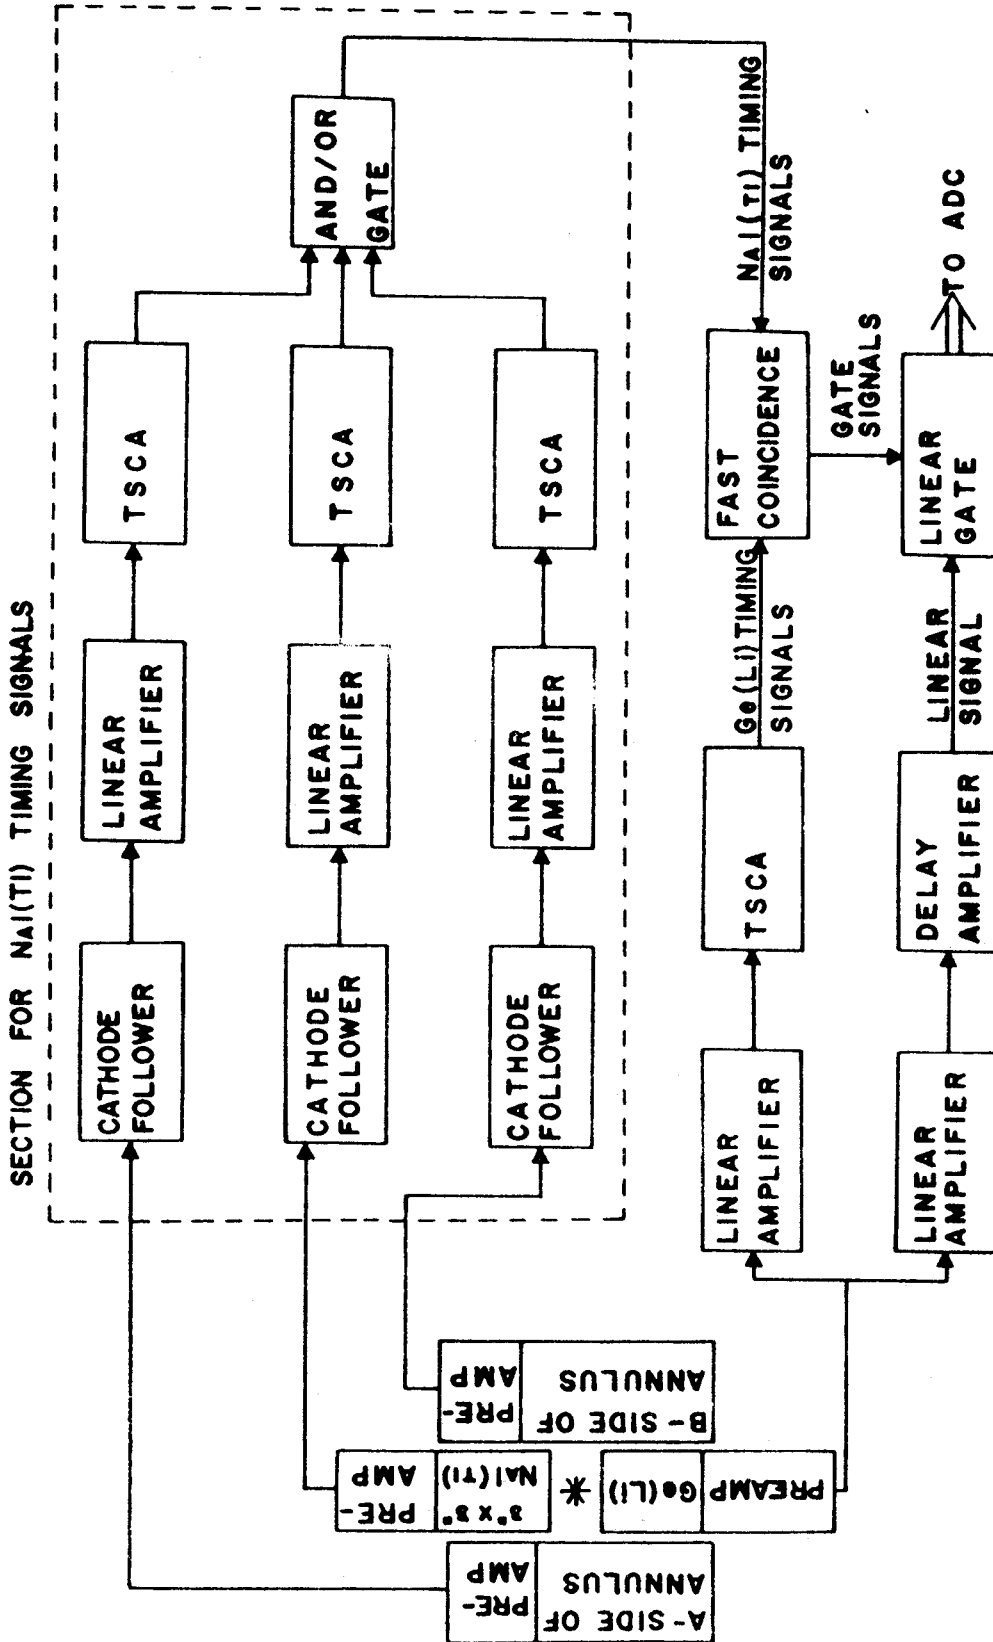 SECTION FOR NAI(Tl) TIMING SIGNALS
CATHODE
FOLLOWER
LINEAR
AMPLIFIER
TSCA
CATHODE
FOLLOWER
LINEAR
AMPLIFIER
TSCA
AND/OR
GATE
CATHODE
FOLLOWER
LINEAR
AMPLIFIER
TSCA
A-SIDE OF
ANNULUS
PRE-
AMP
3" X 3"
NAI(Tl)
PRE-
AMP
B-SIDE OF
ANNULUS
PRE-
AMP
PREAMP
Ge(Li)
*
LINEAR
AMPLIFIER
TSCA
Ge(Li) TIMING
SIGNALS
FAST
COINCIDENCE
NAI(Tl) TIMING
SIGNALS
GATE
SIGNALS
LINEAR
AMPLIFIER
DELAY
AMPLIFIER
LINEAR
SIGNAL
LINEAR
GATE
TO ADC